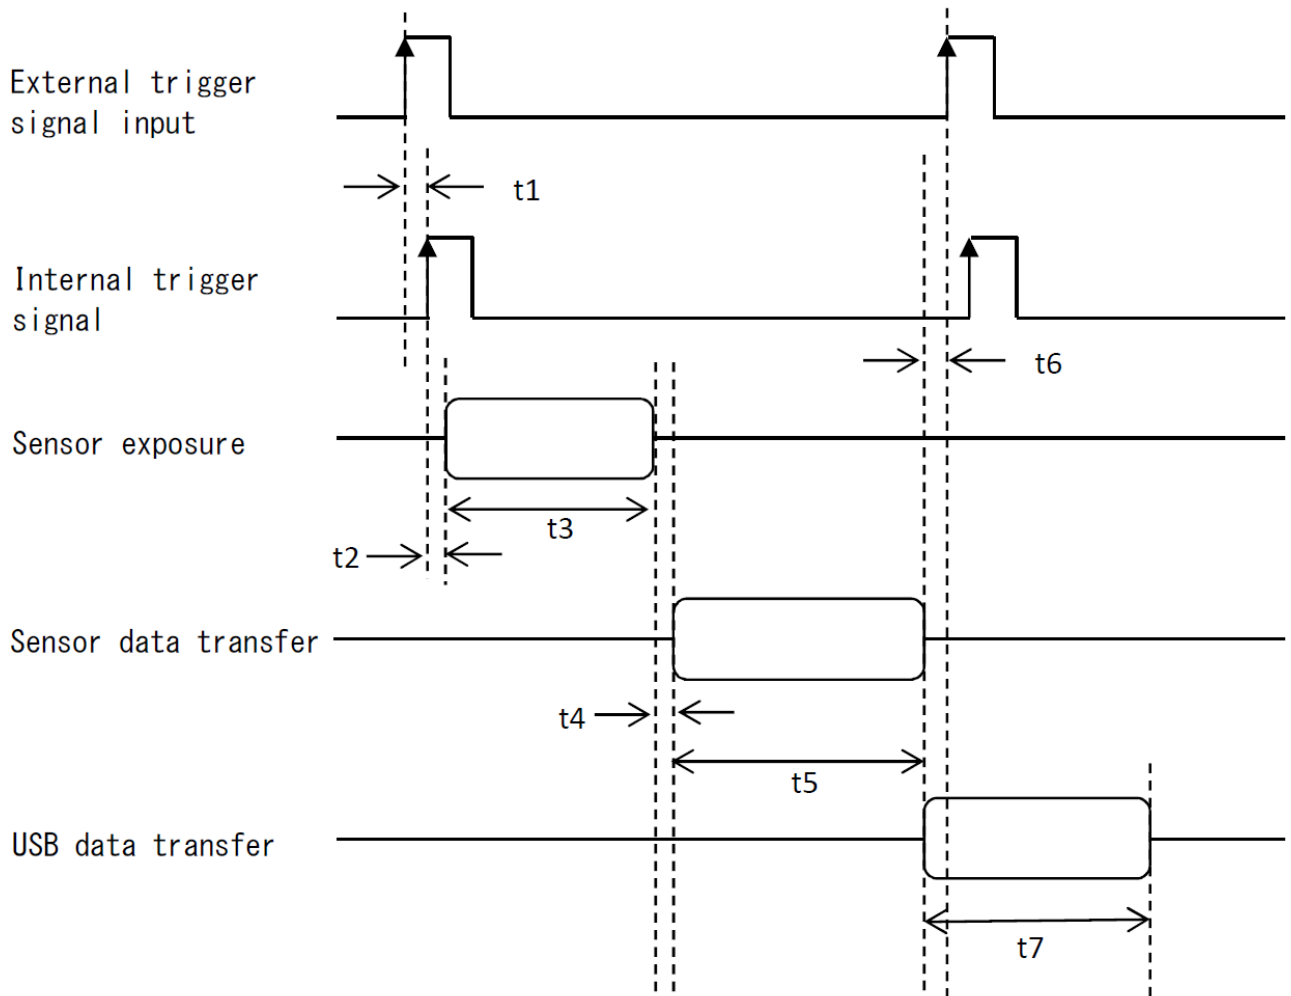 External trigger
signal input
t1
Internal trigger
signal
t6
Sensor exposure
t3
t2
Sensor data transfer
t4
t5
USB data transfer
t7